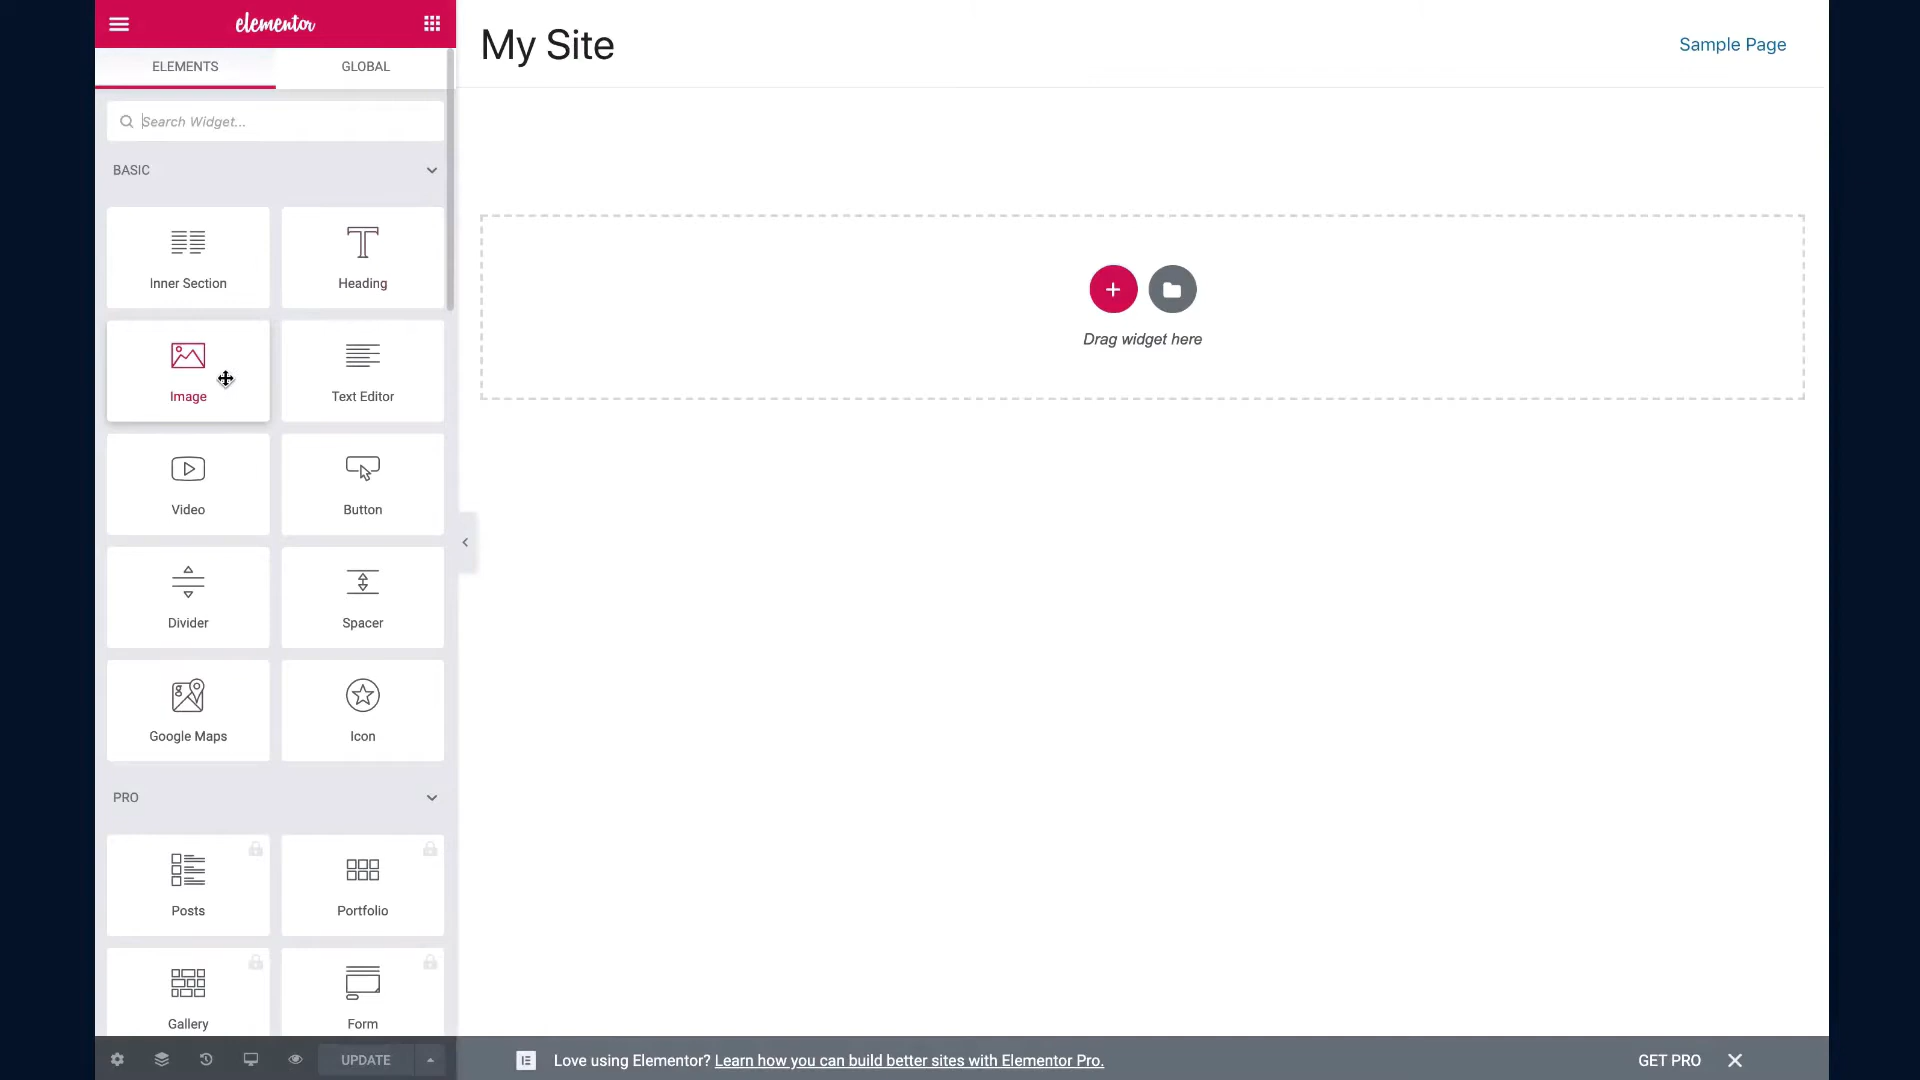 elementor
ELEMENTS
GLOBAL
Search Widget...
BASIC
Inner Section
Heading
Image
Text Editor
Video
Button
Divider
Spacer
Google Maps
Icon
PRO
Posts
Portfolio
Gallery
Form
UPDATE
My Site
Sample Page
Drag widget here
Love using Elementor? Learn how you can build better sites with Elementor Pro.
GET PRO